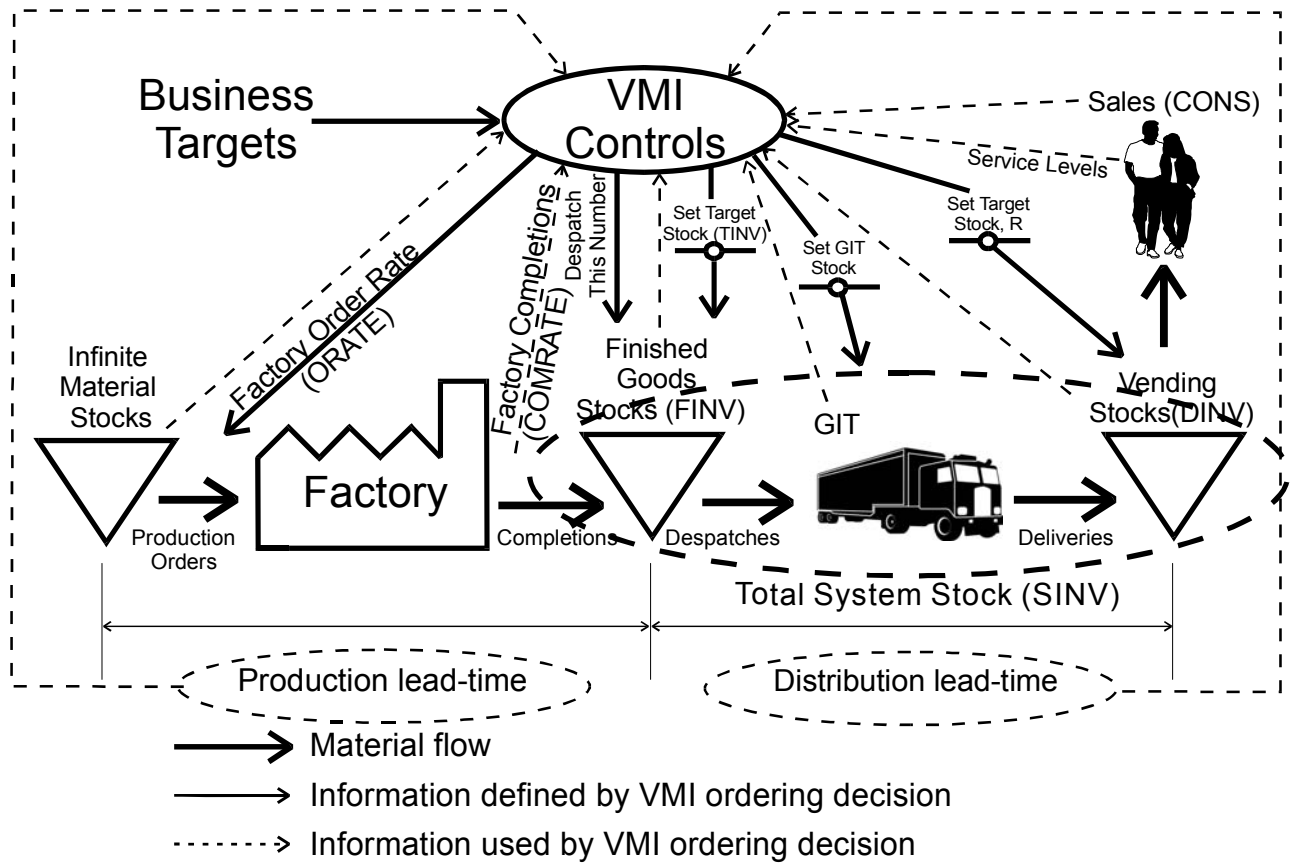 Business
Targets
VMI
Controls
Sales (CONS)
Service Levels
Factory Order Rate
(ORATE)
Factory Completions
(COMRATE)
Despatch
This Number
Set Target
Stock (TINV)
Set GIT
Stock
Set Target
Stock, R
Infinite
Material
Stocks
Finished
Goods
Stocks (FINV)
GIT
Vending
Stocks(DINV)
Factory
Production
Orders
Completions
Despatches
Deliveries
Total System Stock (SINV)
Production lead-time
Distribution lead-time
Material flow
Information defined by VMI ordering decision
Information used by VMI ordering decision